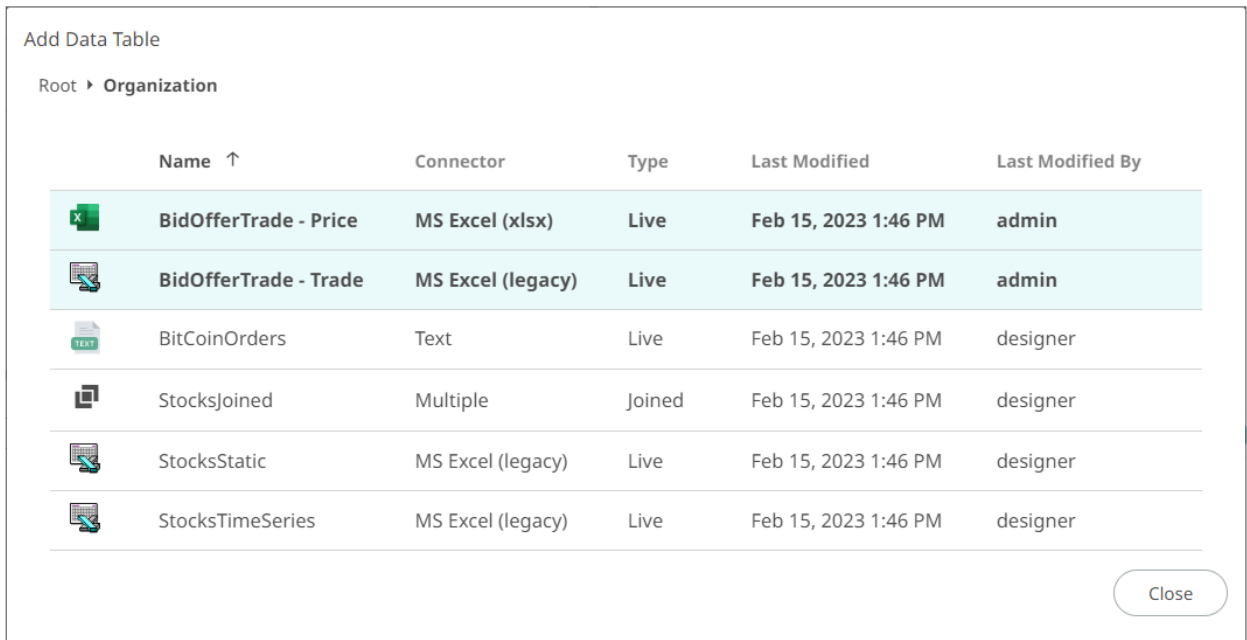 Add Data Table
Root Organization
Name ↑ Connector Type Last Modified Last Modified By
BidOfferTrade - Price MS Excel (xlsx) Live Feb 15, 2023 1:46 PM admin
BidOfferTrade - Trade MS Excel (legacy) Live Feb 15, 2023 1:46 PM admin
TEXT BitCoinOrders Text Live Feb 15, 2023 1:46 PM designer
StocksJoined Multiple Joined Feb 15, 2023 1:46 PM designer
StocksStatic MS Excel (legacy) Live Feb 15, 2023 1:46 PM designer
StocksTimeSeries MS Excel (legacy) Live Feb 15, 2023 1:46 PM designer
Close